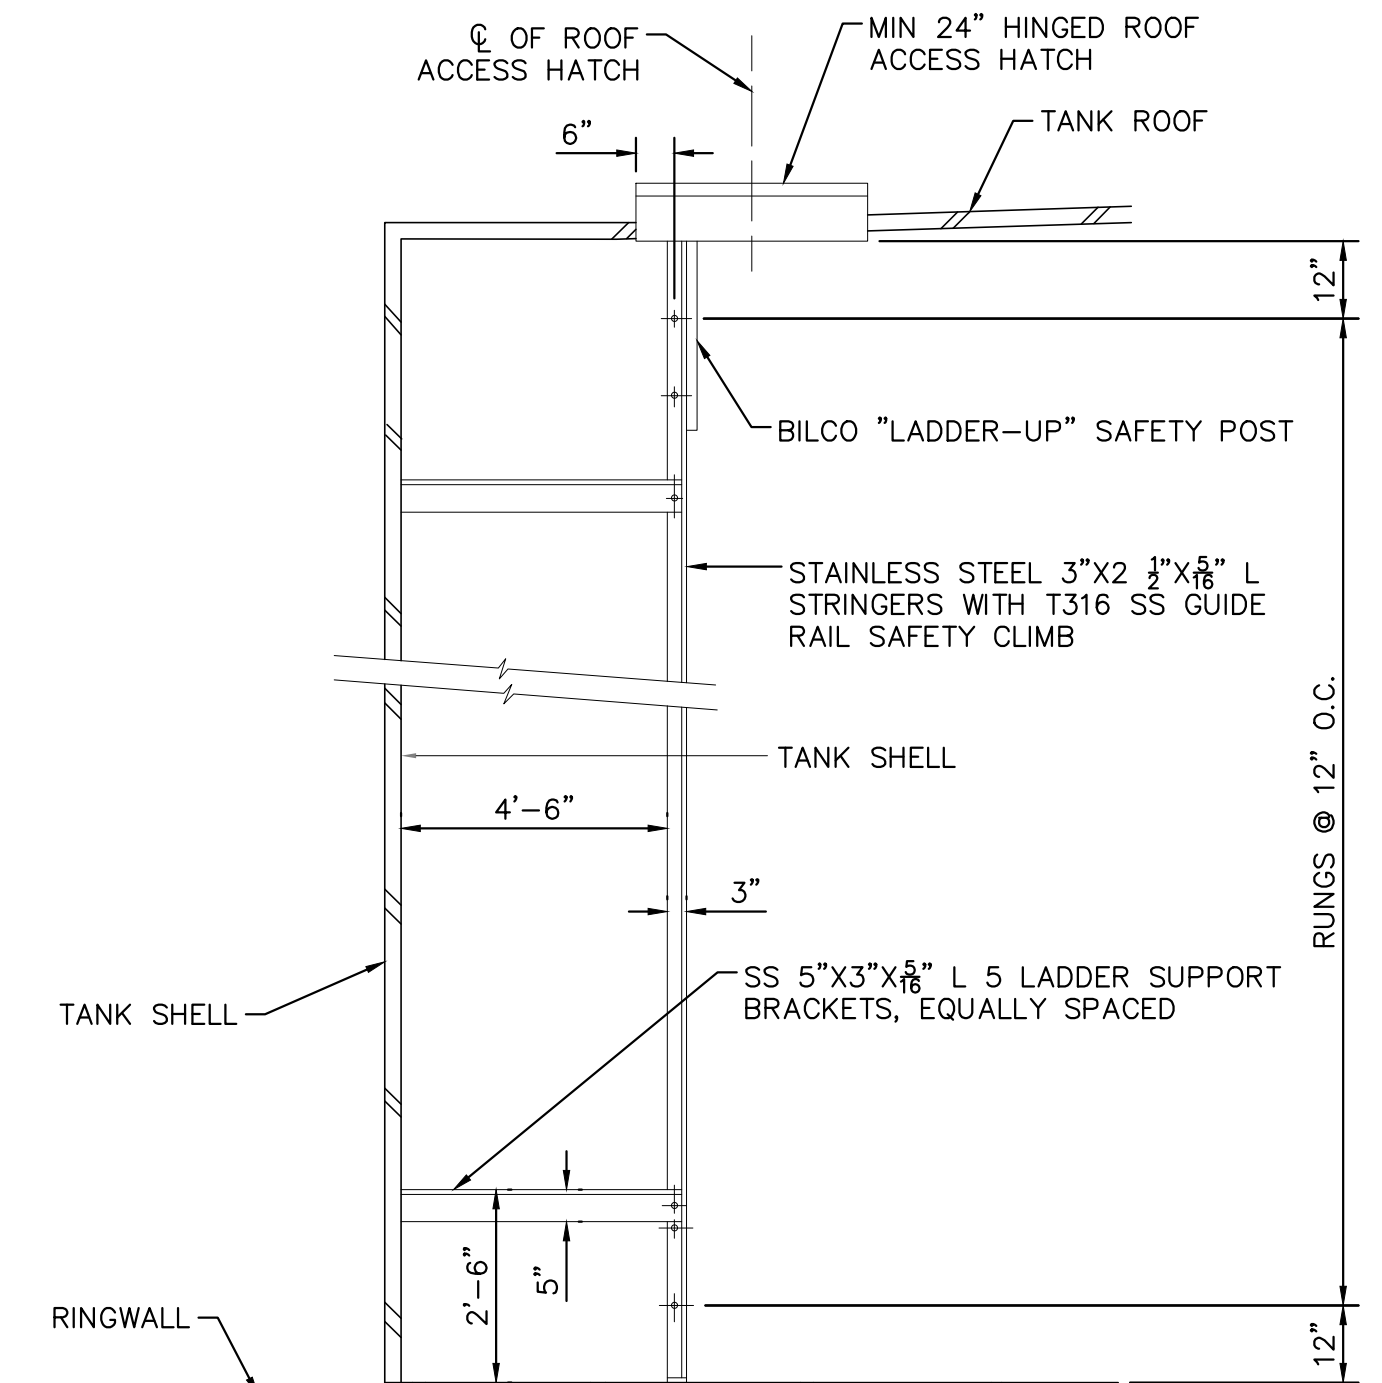 ℄ OF ROOF
ACCESS HATCH
MIN 24" HINGED ROOF
ACCESS HATCH
6"
TANK ROOF
12"
BILCO "LADDER-UP" SAFETY POST
STAINLESS STEEL 3"X2 1/2"X5/16" L
STRINGERS WITH T316 SS GUIDE
RAIL SAFETY CLIMB
RUNGS @ 12" O.C.
TANK SHELL
4'-6"
3"
SS 5"X3"X5/16" L 5 LADDER SUPPORT
BRACKETS, EQUALLY SPACED
TANK SHELL
2'-6"
5"
RINGWALL
12"